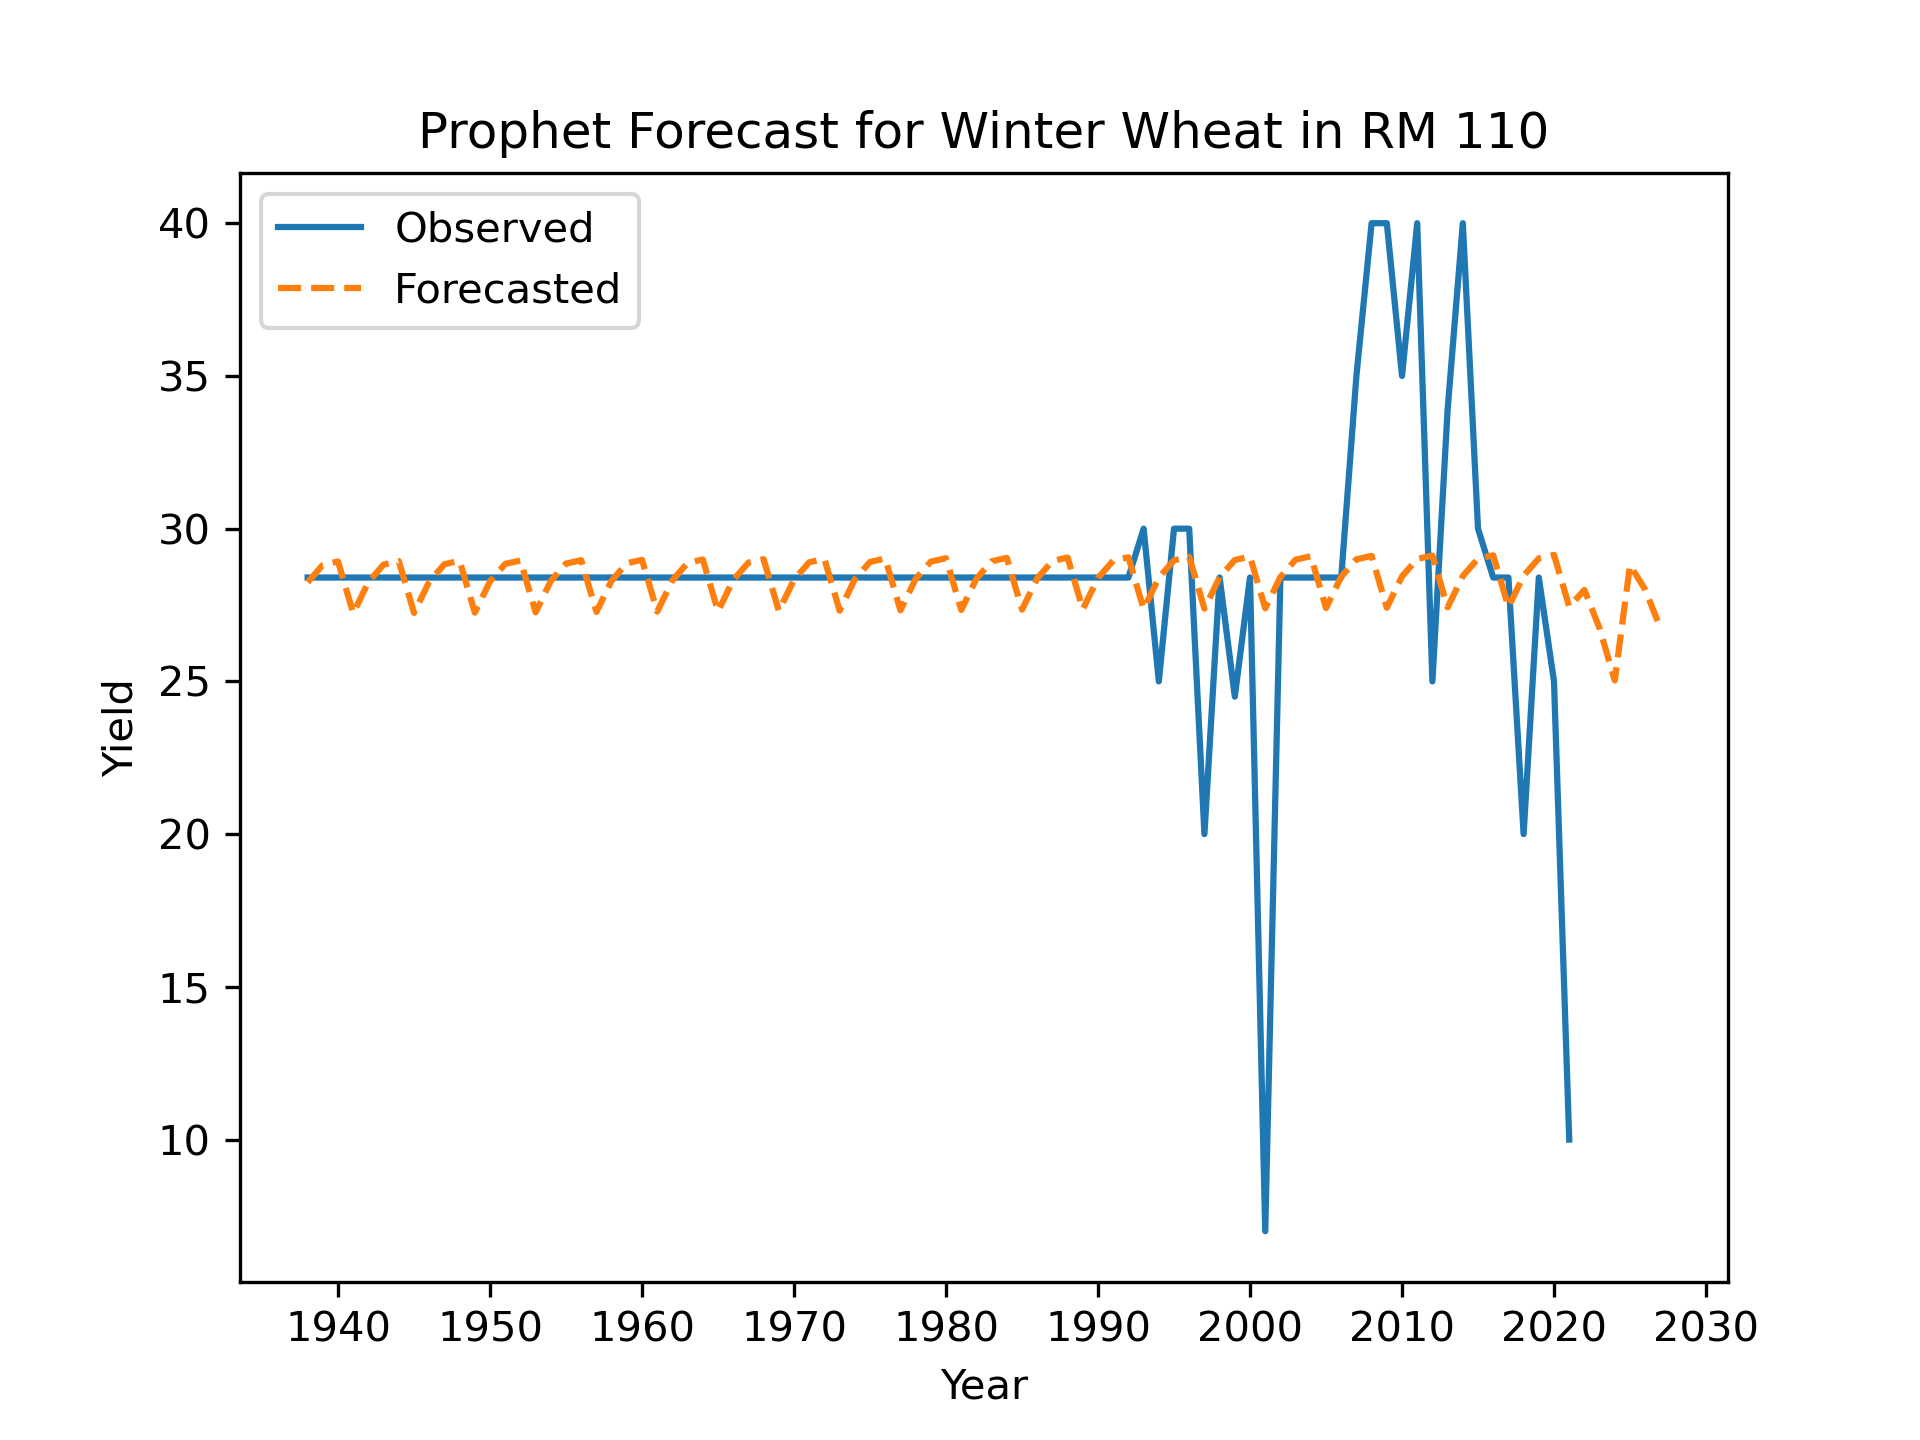 Prophet Forecast for Winter Wheat in RM 110
Observed
Forecasted
40
35
30
25
20
15
10
Yield
1940 1950 1960 1970 1980 1990 2000 2010 2020 2030
Year